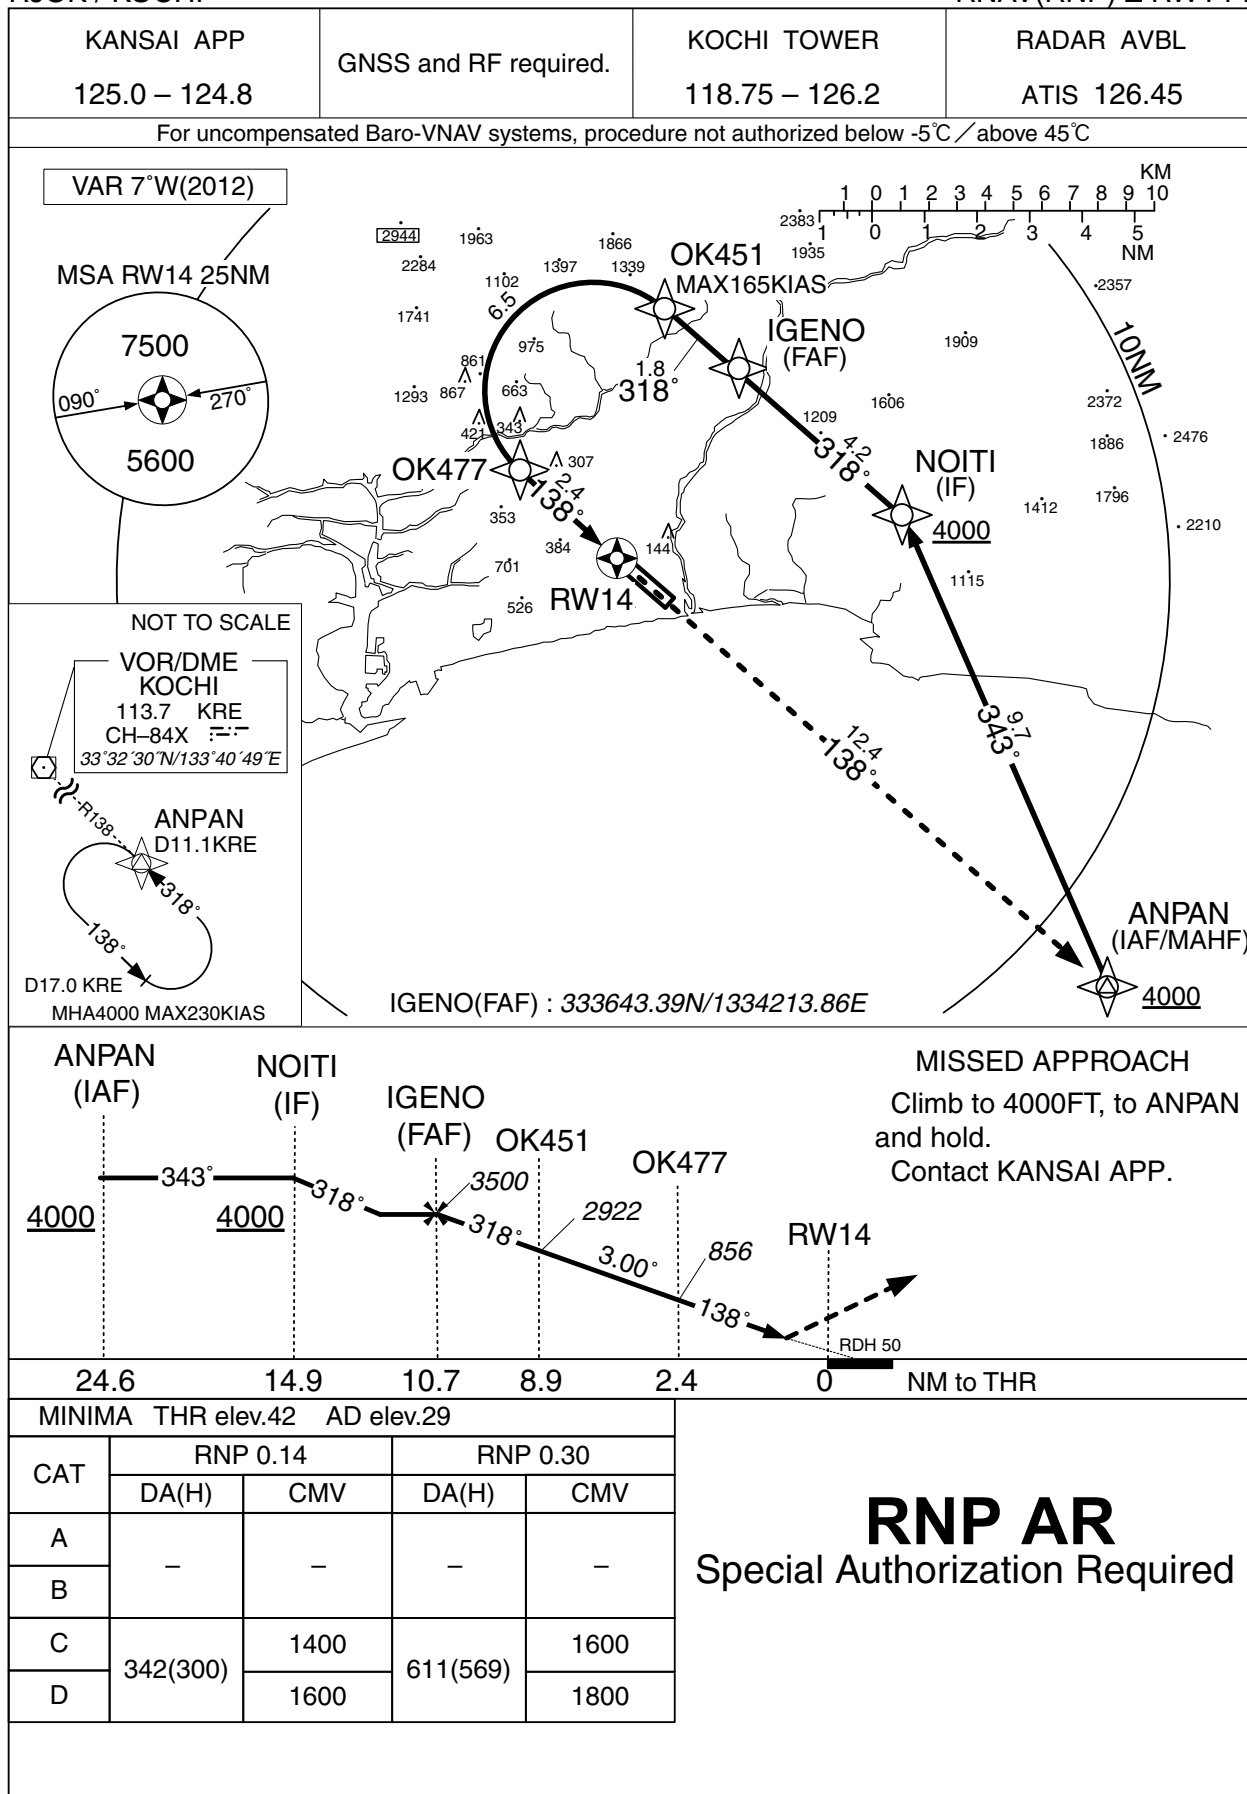 KANSAI APP
125.0 – 124.8
GNSS and RF required.
KOCHI TOWER
118.75 – 126.2
RADAR AVBL
ATIS 126.45
For uncompensated Baro-VNAV systems, procedure not authorized below -5℃／above 45℃
VAR 7°W(2012)
MSA RW14 25NM
7500
090°
270°
5600
KM
1 0 1 2 3 4 5 6 7 8 9 10
1 0 1 2 3 4 5
NM
2944
1963
2284
1102
1397
1866
1339
2383
1935
2357
1741
975
861
867
663
1293
421
343
307
353
384
701
526
144
1909
1606
1209
2372
1886
2476
1796
1412
2210
1115
10NM
OK451
MAX165KIAS
IGENO
(FAF)
6.5
1.8
318°
4.2
318°
NOITI
(IF)
4000
OK477
2.4
138°
RW14
9.7
343°
12.4
138°
ANPAN
(IAF/MAHF)
4000
NOT TO SCALE
VOR/DME
KOCHI
113.7 KRE
CH–84X
33°32´30˝N/133°40´49˝E
R138
ANPAN
D11.1KRE
318°
138°
D17.0 KRE
MHA4000 MAX230KIAS
IGENO(FAF) : 333643.39N/1334213.86E
ANPAN
(IAF)
NOITI
(IF)
IGENO
(FAF)
OK451
OK477
RW14
343°
318°
3500
318°
2922
3.00°
856
138°
4000
4000
RDH 50
24.6 14.9 10.7 8.9 2.4 0 NM to THR
MISSED APPROACH
Climb to 4000FT, to ANPAN
and hold.
Contact KANSAI APP.
MINIMA THR elev.42 AD elev.29
CAT RNP 0.14 RNP 0.30
DA(H) CMV DA(H) CMV
A
– – – –
B
C 1400 1600
342(300) 611(569)
D 1600 1800
RNP AR
Special Authorization Required